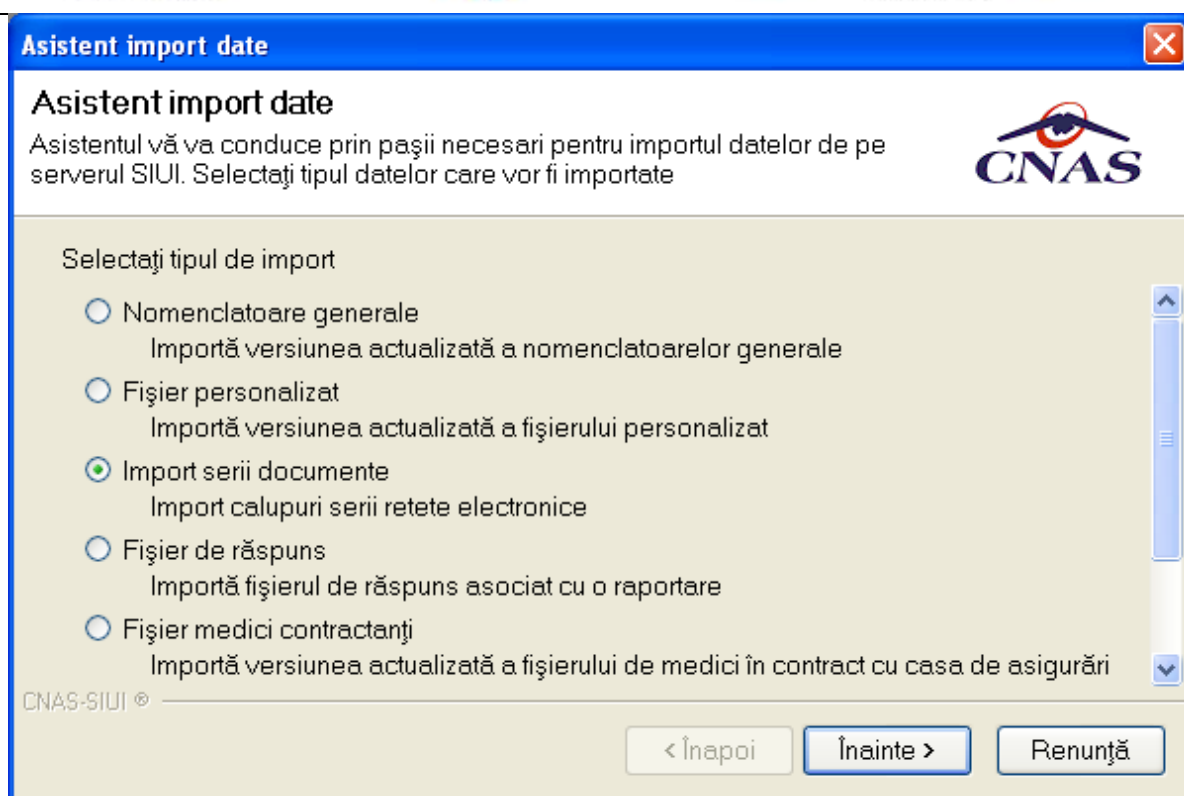 Asistent import date
Asistent import date
Asistentul vă va conduce prin paşii necesari pentru importul datelor de pe
serverul SIUI. Selectaţi tipul datelor care vor fi importate
CNAS
Selectaţi tipul de import
Nomenclatoare generale
Importă versiunea actualizată a nomenclatoarelor generale
Fişier personalizat
Importă versiunea actualizată a fişierului personalizat
Import serii documente
Import calupuri serii retete electronice
Fişier de răspuns
Importă fişierul de răspuns asociat cu o raportare
Fişier medici contractanţi
Importă versiunea actualizată a fişierului de medici în contract cu casa de asigurări
CNAS-SIUI ®
< Înapoi
Înainte >
Renunţă